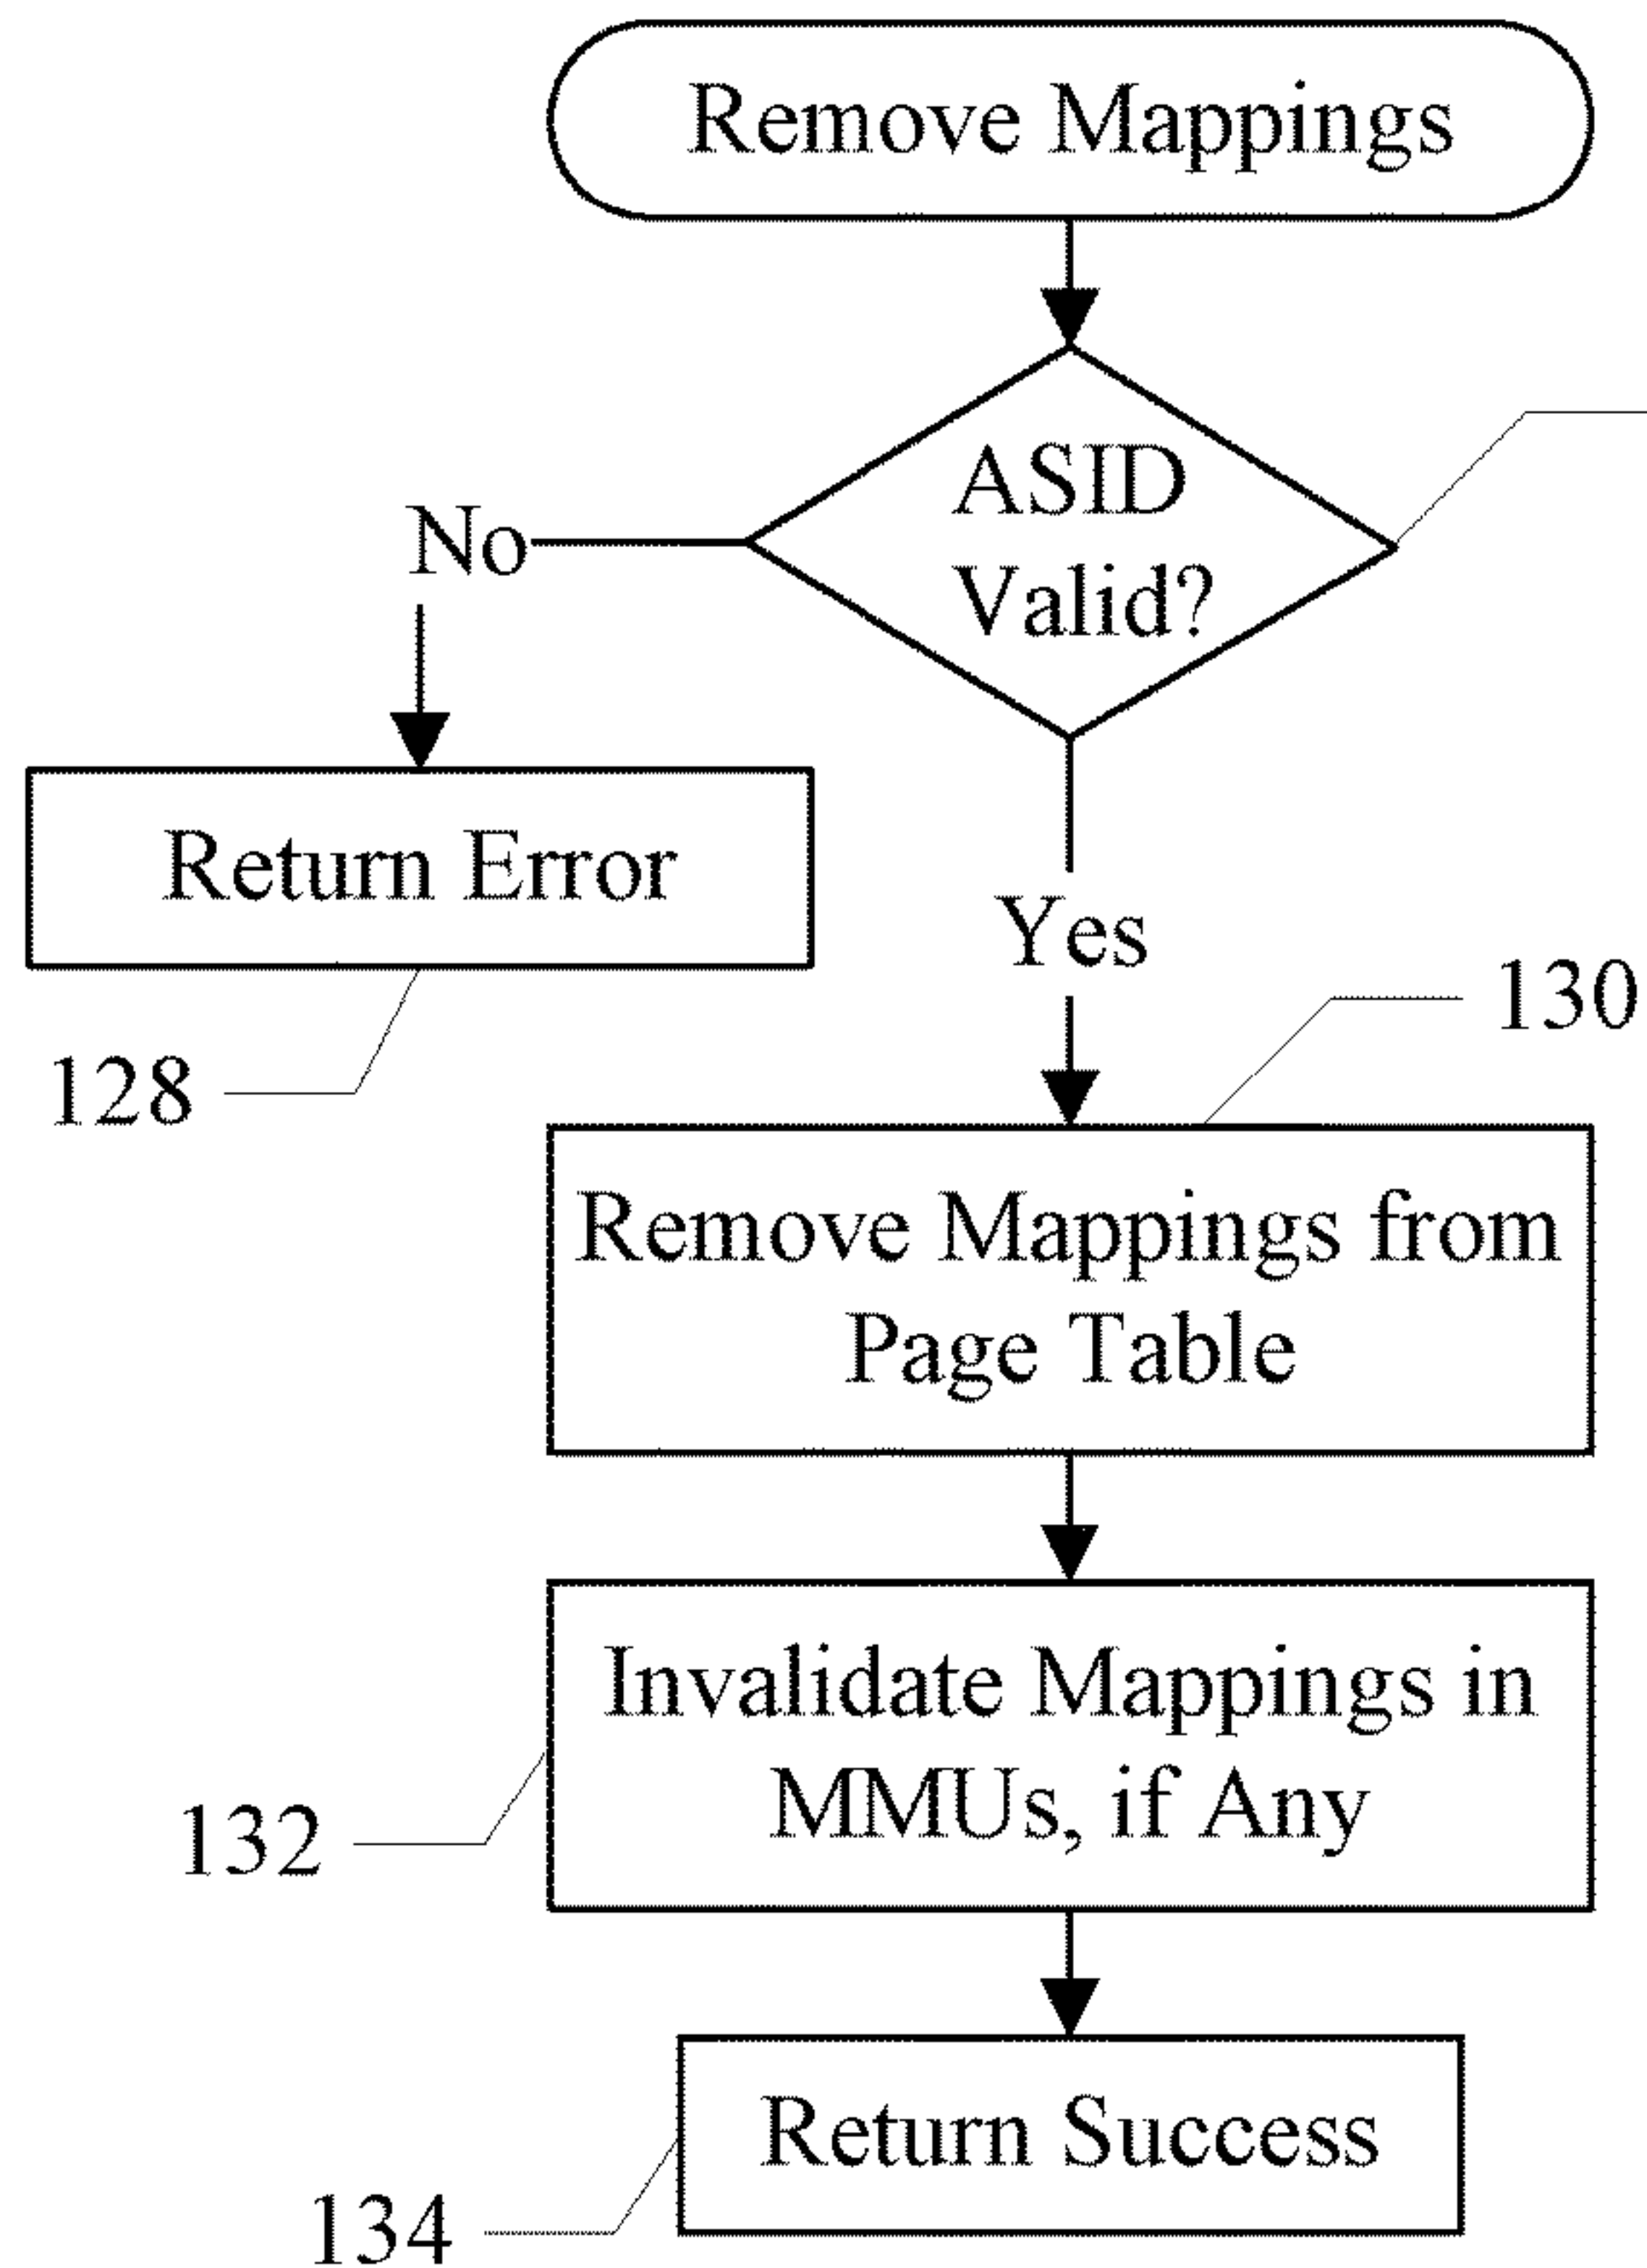 Remove Mappings
ASID
Valid?
No
Return Error
128
Yes
130
Remove Mappings from
Page Table
Invalidate Mappings in
MMUs, if Any
132
Return Success
134